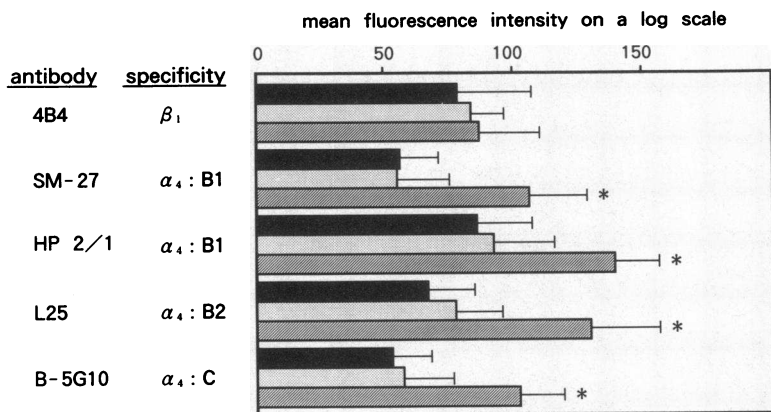 mean fluorescence intensity on a log scale
0 50 100 150
antibody specificity
4B4 β₁
SM-27 α₄ : B1
*
HP 2/1 α₄ : B1
*
L25 α₄ : B2
*
B-5G10 α₄ : C
*